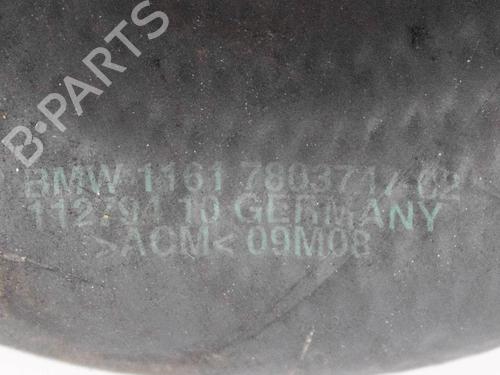 B-PARTS
BMW 1161 7803717/02
112794 10 GERMANY
>ACM< 09M08